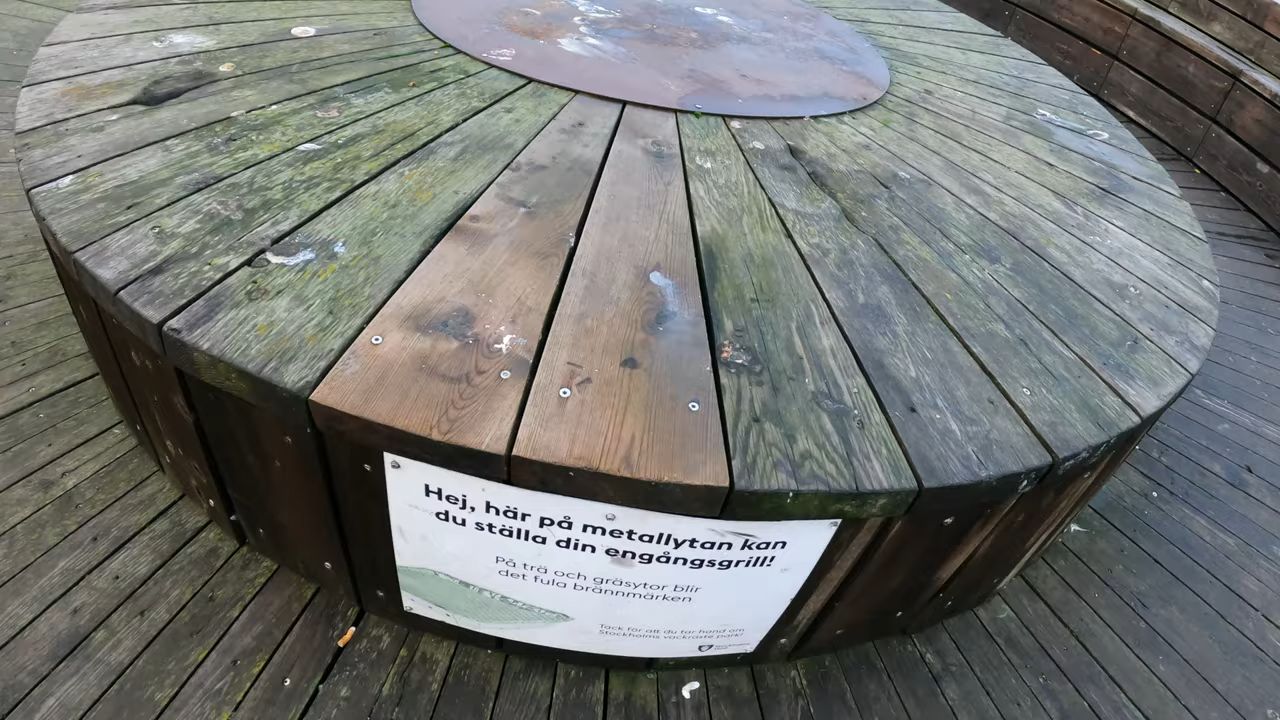 Hej, här på metallytan kan
du ställa din engångsgrill!
På trä och gräsytor blir
det fula brännmärken
Tack för att du tar hand om
Stockholms vackraste park!